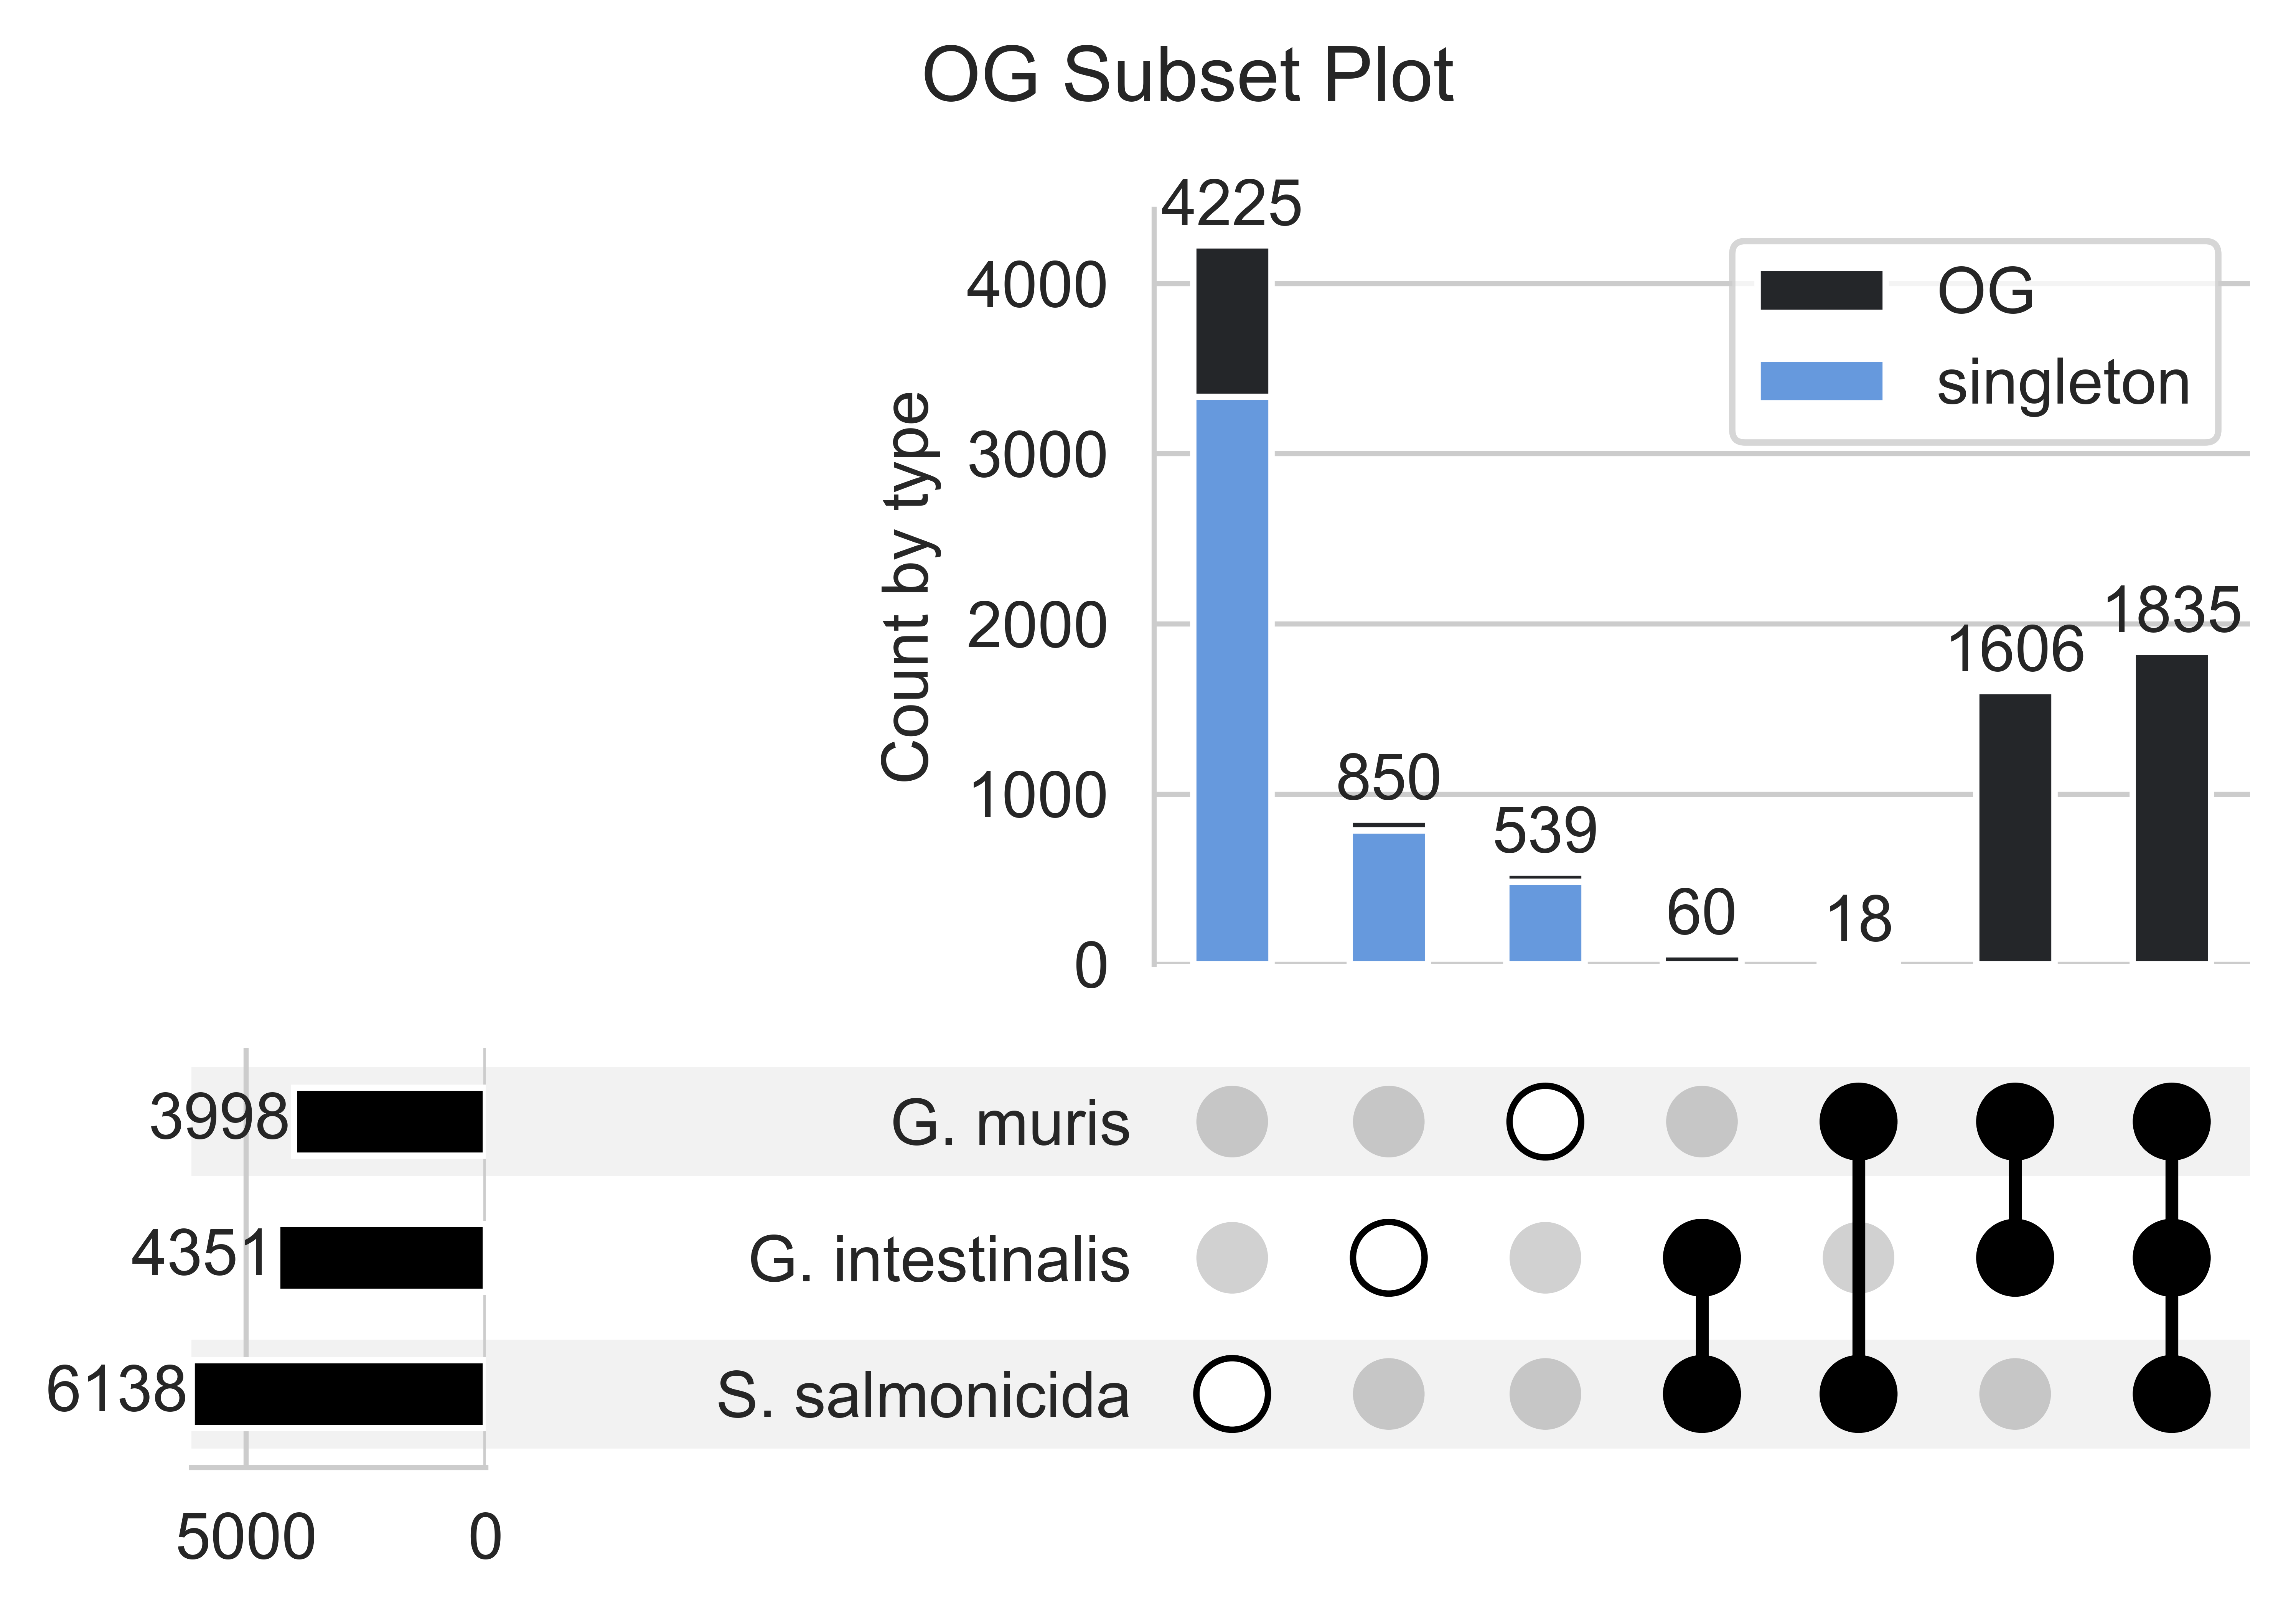 OG Subset Plot
4225
4000
OG
singleton
3000
Count by type
2000
1835
1606
1000
850
539
60
18
0
3998
G. muris
4351
G. intestinalis
6138
S. salmonicida
5000
0